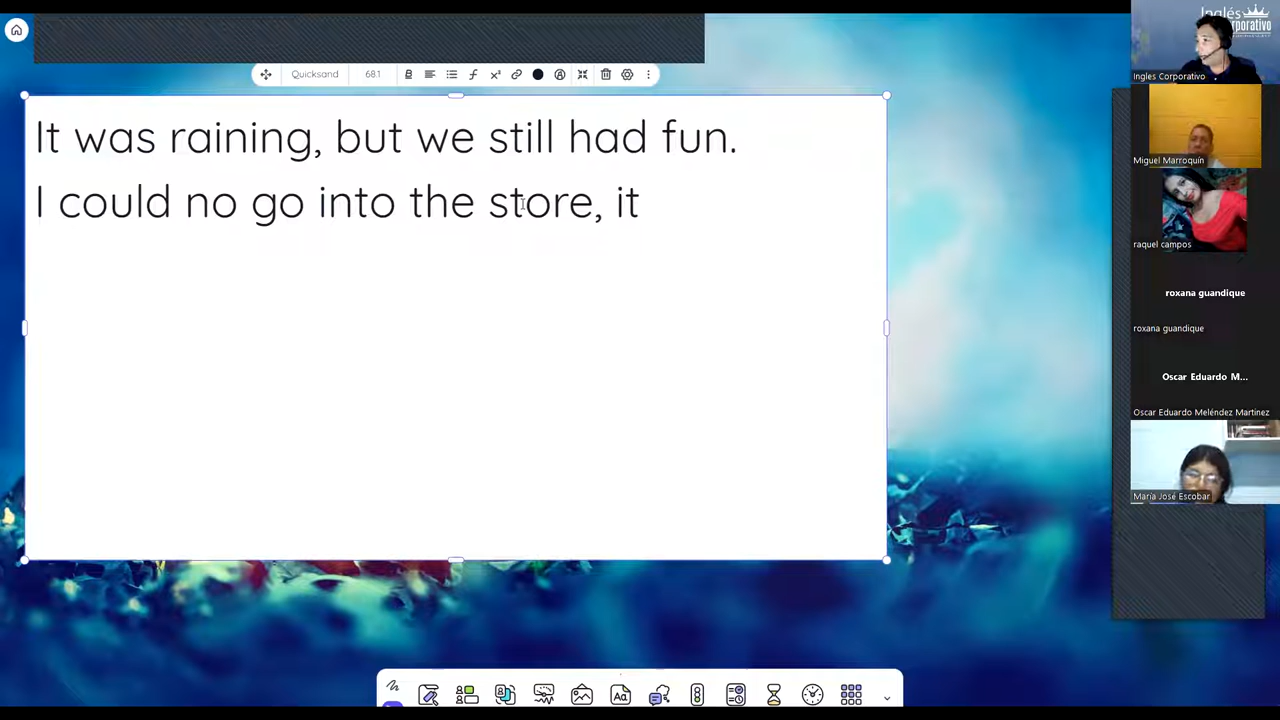 Quicksand 68.1
It was raining, but we still had fun.
I could no go into the store, it
Inglés
Corporativo
Ingles Corporativo
Miguel Marroquín
raquel campos
roxana guandique
roxana guandique
Oscar Eduardo M...
Oscar Eduardo Meléndez Martinez
María José Escobar